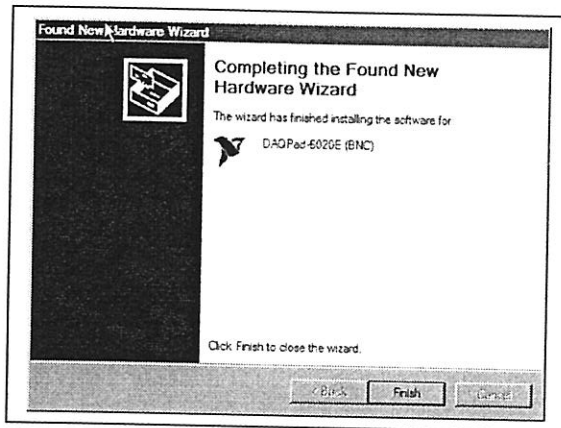 Found New Hardware Wizard
Completing the Found New
Hardware Wizard
The wizard has finished installing the software for
DAQPad-6020E (BNC)
Click Finish to close the wizard.
< Back
Finish
Cancel